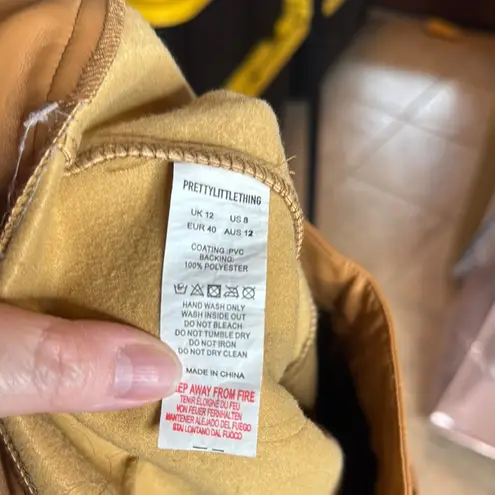 PRETTYLITTLETHING
UK 12 US 8
EUR 40 AUS 12
COATING :PVC
BACKING:
100% POLYESTER
HAND WASH ONLY
WASH INSIDE OUT
DO NOT BLEACH
DO NOT TUMBLE DRY
DO NOT IRON
DO NOT DRY CLEAN
MADE IN CHINA
EEP AWAY FROM FIRE
TENIR ÉLOIGNÉ DU FEU
VON FEUER FERNHALTEN
MANTENER ALEJADO DEL FUEGO
STAI LONTANO DAL FUOCO